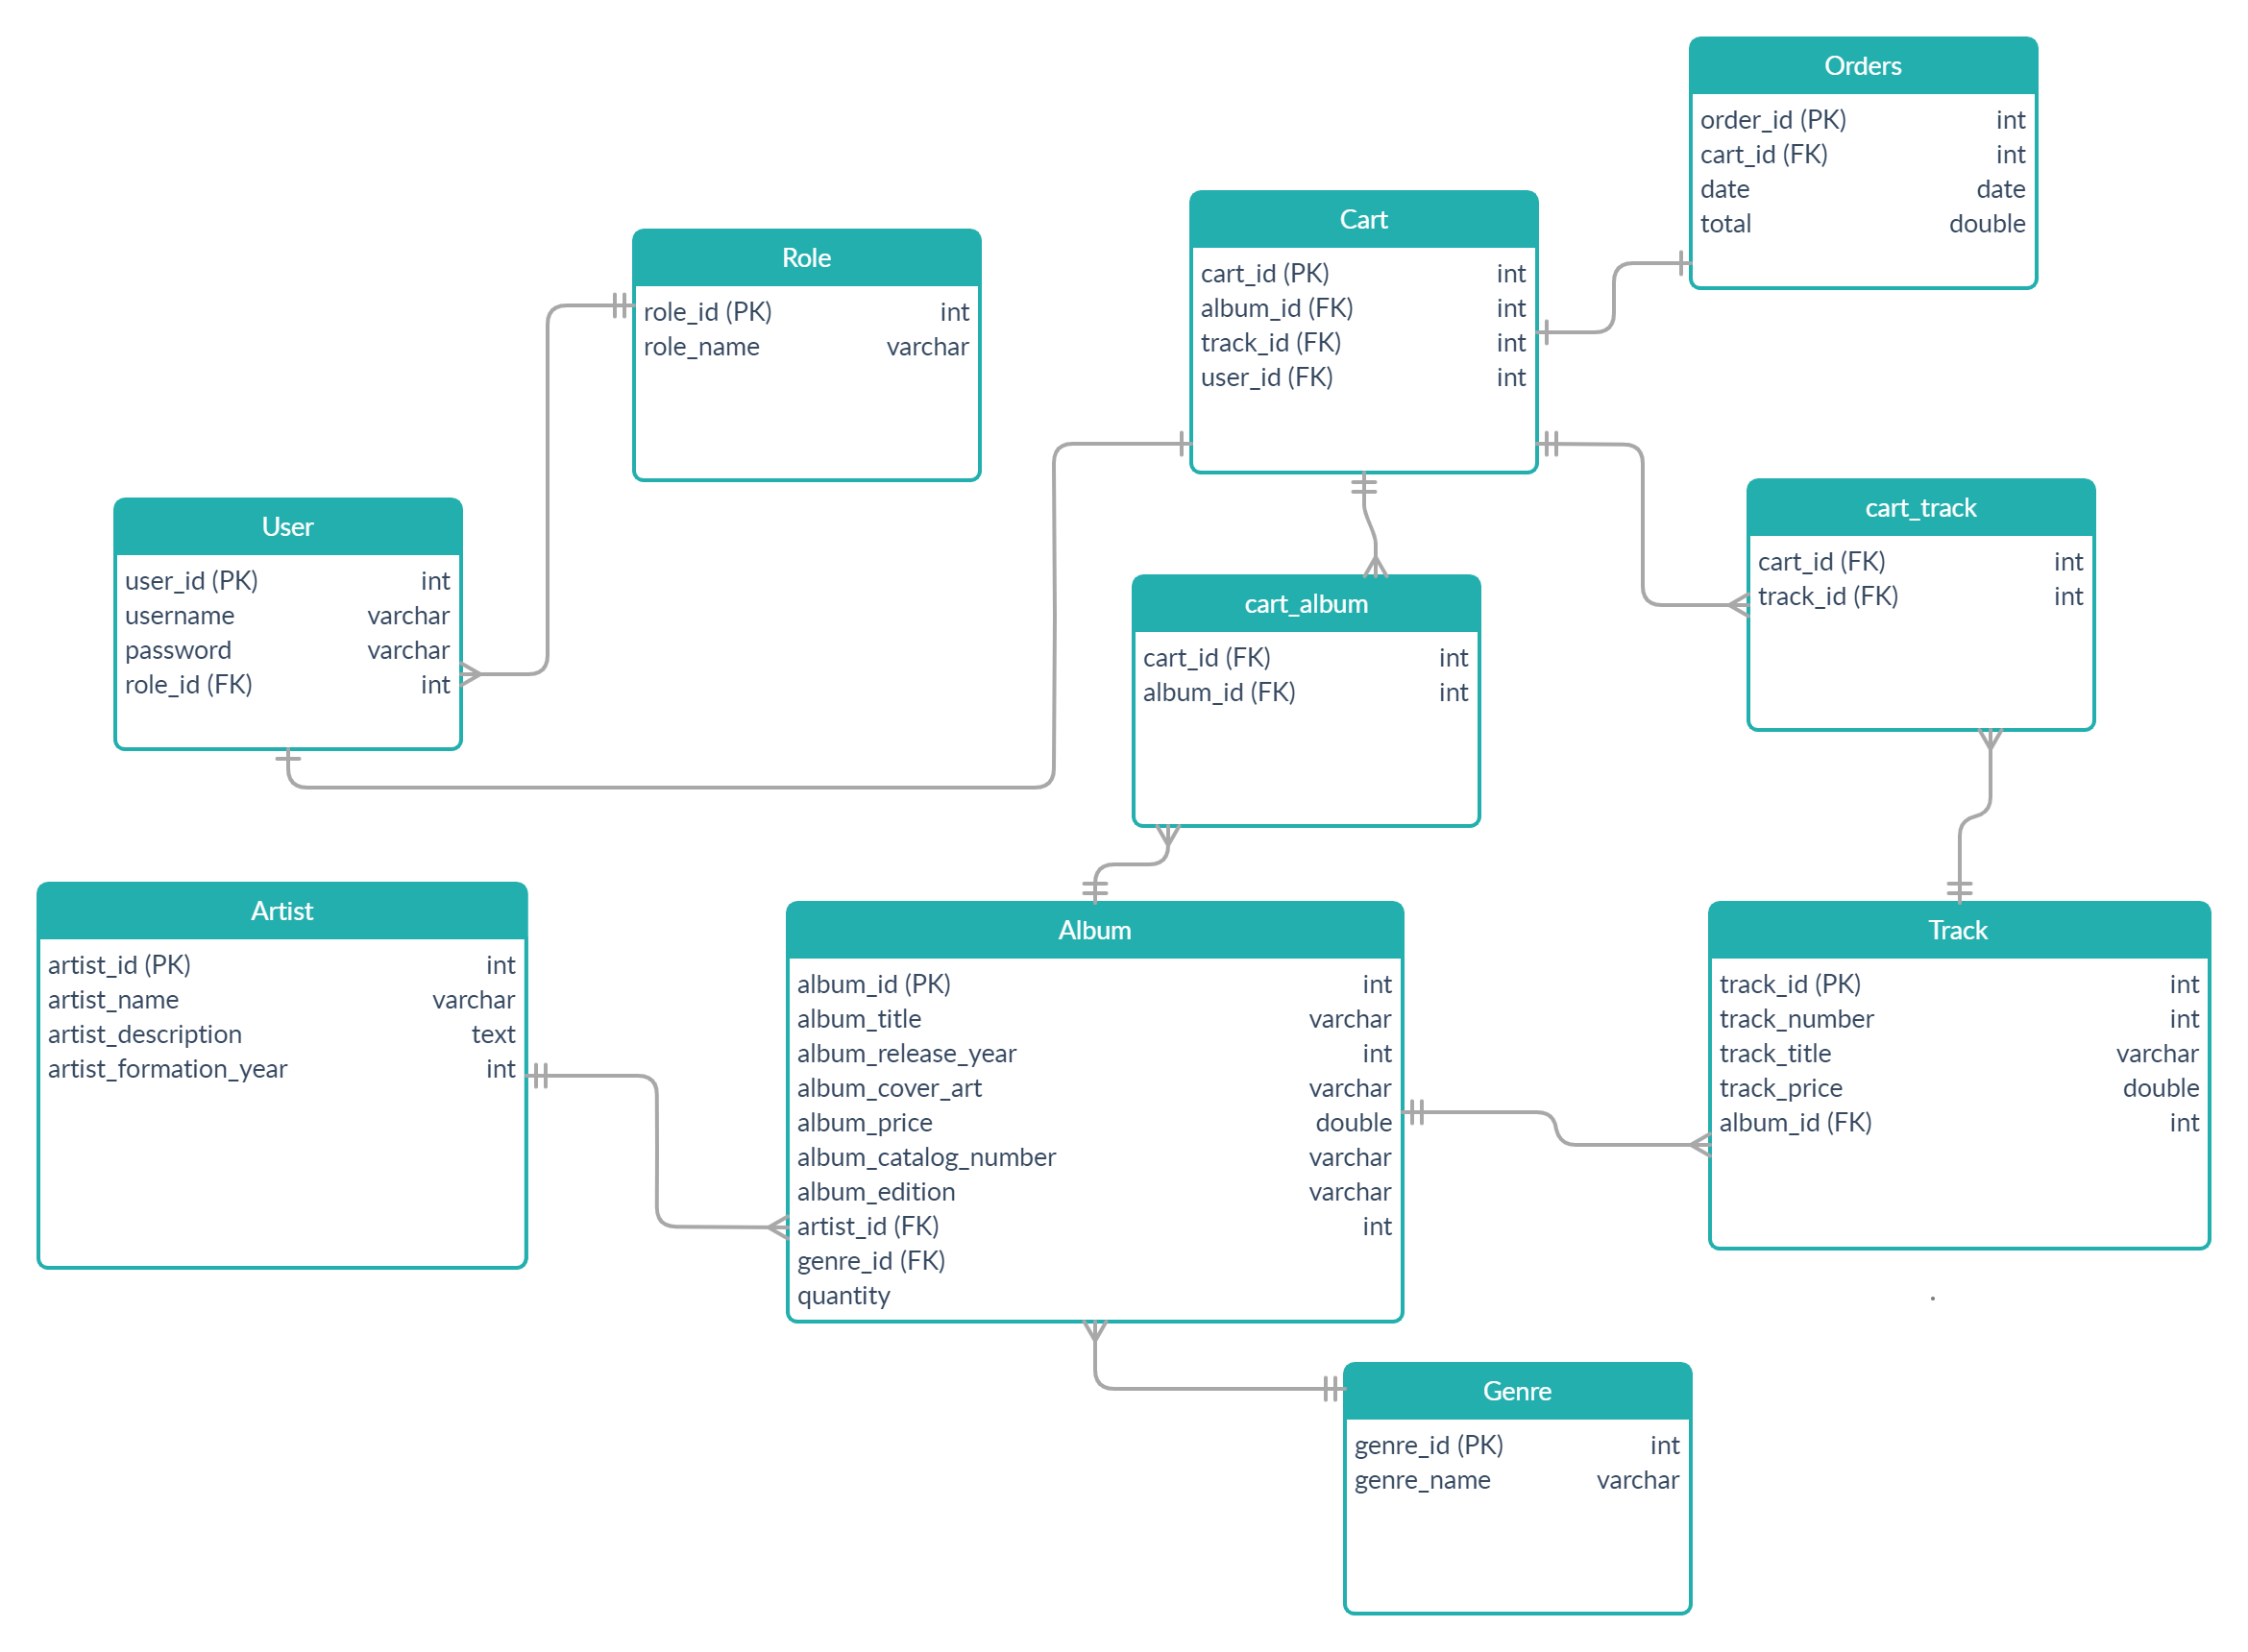 Orders
order_id (PK) int
cart_id (FK) int
date date
total double
Cart
cart_id (PK) int
album_id (FK) int
track_id (FK) int
user_id (FK) int
Role
role_id (PK) int
role_name varchar
cart_track
cart_id (FK) int
track_id (FK) int
User
user_id (PK) int
username varchar
password varchar
role_id (FK) int
cart_album
cart_id (FK) int
album_id (FK) int
Artist
artist_id (PK) int
artist_name varchar
artist_description text
artist_formation_year int
Album
album_id (PK) int
album_title varchar
album_release_year int
album_cover_art varchar
album_price double
album_catalog_number varchar
album_edition varchar
artist_id (FK) int
genre_id (FK)
quantity
Track
track_id (PK) int
track_number int
track_title varchar
track_price double
album_id (FK) int
Genre
genre_id (PK) int
genre_name varchar